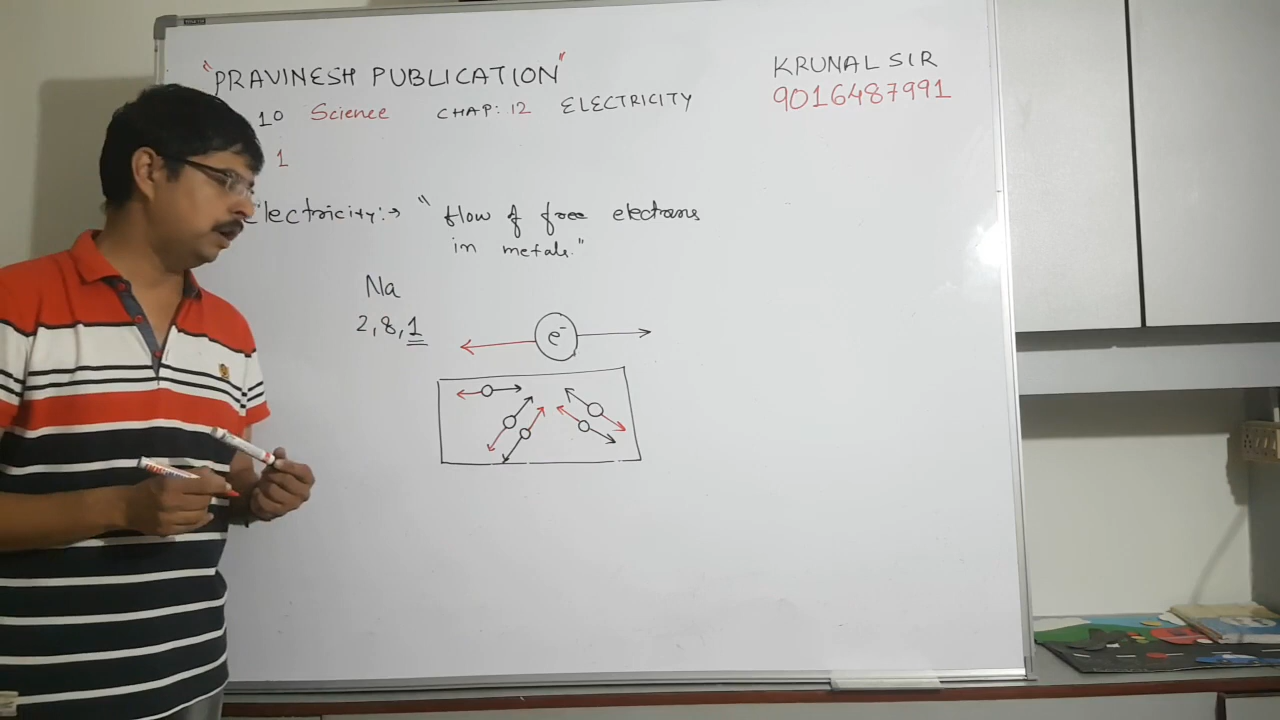 "PRAVINESH PUBLICATION"
KRUNAL SIR
9016487991
10 Science CHAP: 12 ELECTRICITY
1
Electricity:→ " flow of free electrons
in metals."
Na
2,8,1
e⁻